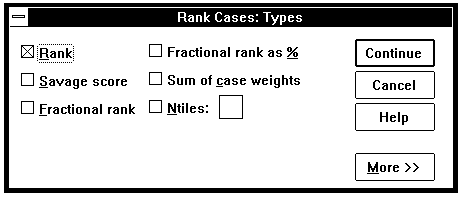 Rank Cases: Types
Rank
Fractional rank as %
Continue
Savage score
Sum of case weights
Cancel
Fractional rank
Ntiles:
Help
More >>